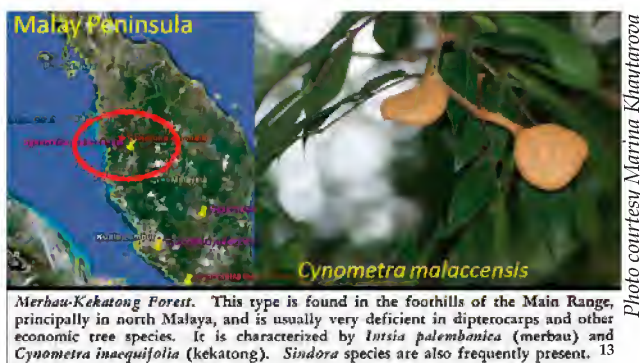 Malay Peninsula
Cynometra malaccensis
Photo courtesy Marina Khaytarova
Merbau-Kekatong Forest. This type is found in the foothills of the Main Range,
principally in north Malaya, and is usually very deficient in dipterocarps and other
economic tree species. It is characterized by Intsia palembanica (merbau) and
Cynometra inaequifolia (kekatong). Sindora species are also frequently present. 13